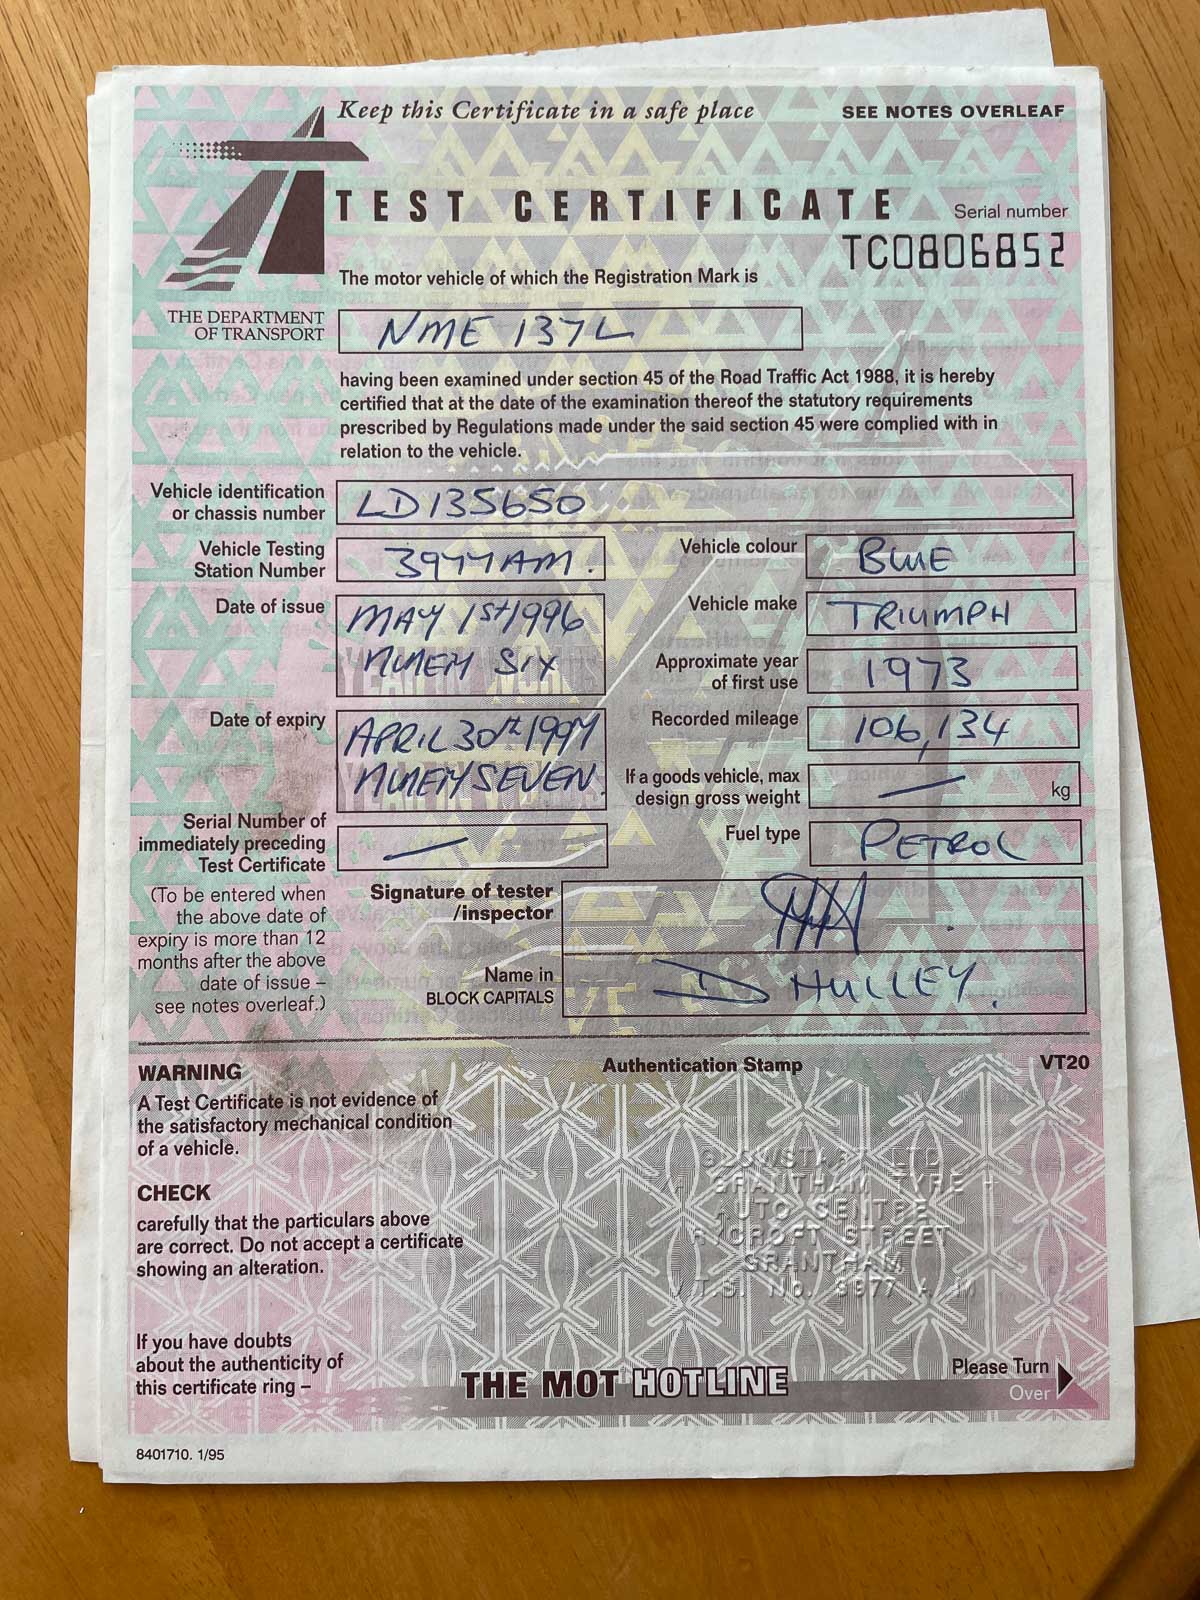 Keep this Certificate in a safe place
SEE NOTES OVERLEAF
TEST CERTIFICATE
Serial number
TC0806852
The motor vehicle of which the Registration Mark is
THE DEPARTMENT
OF TRANSPORT
NME 137L
having been examined under section 45 of the Road Traffic Act 1988, it is hereby
certified that at the date of the examination thereof the statutory requirements
prescribed by Regulations made under the said section 45 were complied with in
relation to the vehicle.
Vehicle identification
or chassis number
LD135650
Vehicle Testing
Station Number
3977AM.
Vehicle colour
BLUE
Date of issue
MAY 1st 1996
NINETY SIX
Vehicle make
TRIUMPH
Approximate year
of first use
1973
Date of expiry
APRIL 30th 1997
NINETY SEVEN.
Recorded mileage
106,134
If a goods vehicle, max
design gross weight
kg
Serial Number of
immediately preceding
Test Certificate
Fuel type
PETROL
(To be entered when
the above date of
expiry is more than 12
months after the above
date of issue –
see notes overleaf.)
Signature of tester
/inspector
Name in
BLOCK CAPITALS
D HULLEY.
WARNING
A Test Certificate is not evidence of
the satisfactory mechanical condition
of a vehicle.
Authentication Stamp
VT20
CHECK
carefully that the particulars above
are correct. Do not accept a certificate
showing an alteration.
GLOWSTART LTD
T/A GRANTHAM TYRE +
AUTO CENTRE
RYCROFT STREET
GRANTHAM
V.T.S. No. 3977 A M
If you have doubts
about the authenticity of
this certificate ring –
THE MOT HOTLINE
Please Turn
Over
8401710. 1/95